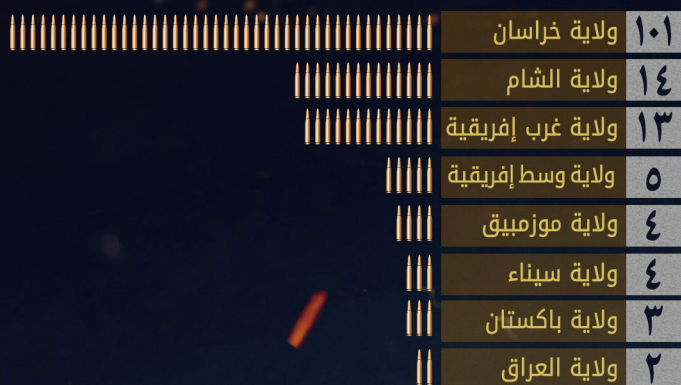 ١٠١ ولاية خراسان
١٤ ولاية الشام
١٣ ولاية غرب إفريقية
٥ ولاية وسط إفريقية
٤ ولاية موزمبيق
٤ ولاية سيناء
٣ ولاية باكستان
٢ ولاية العراق